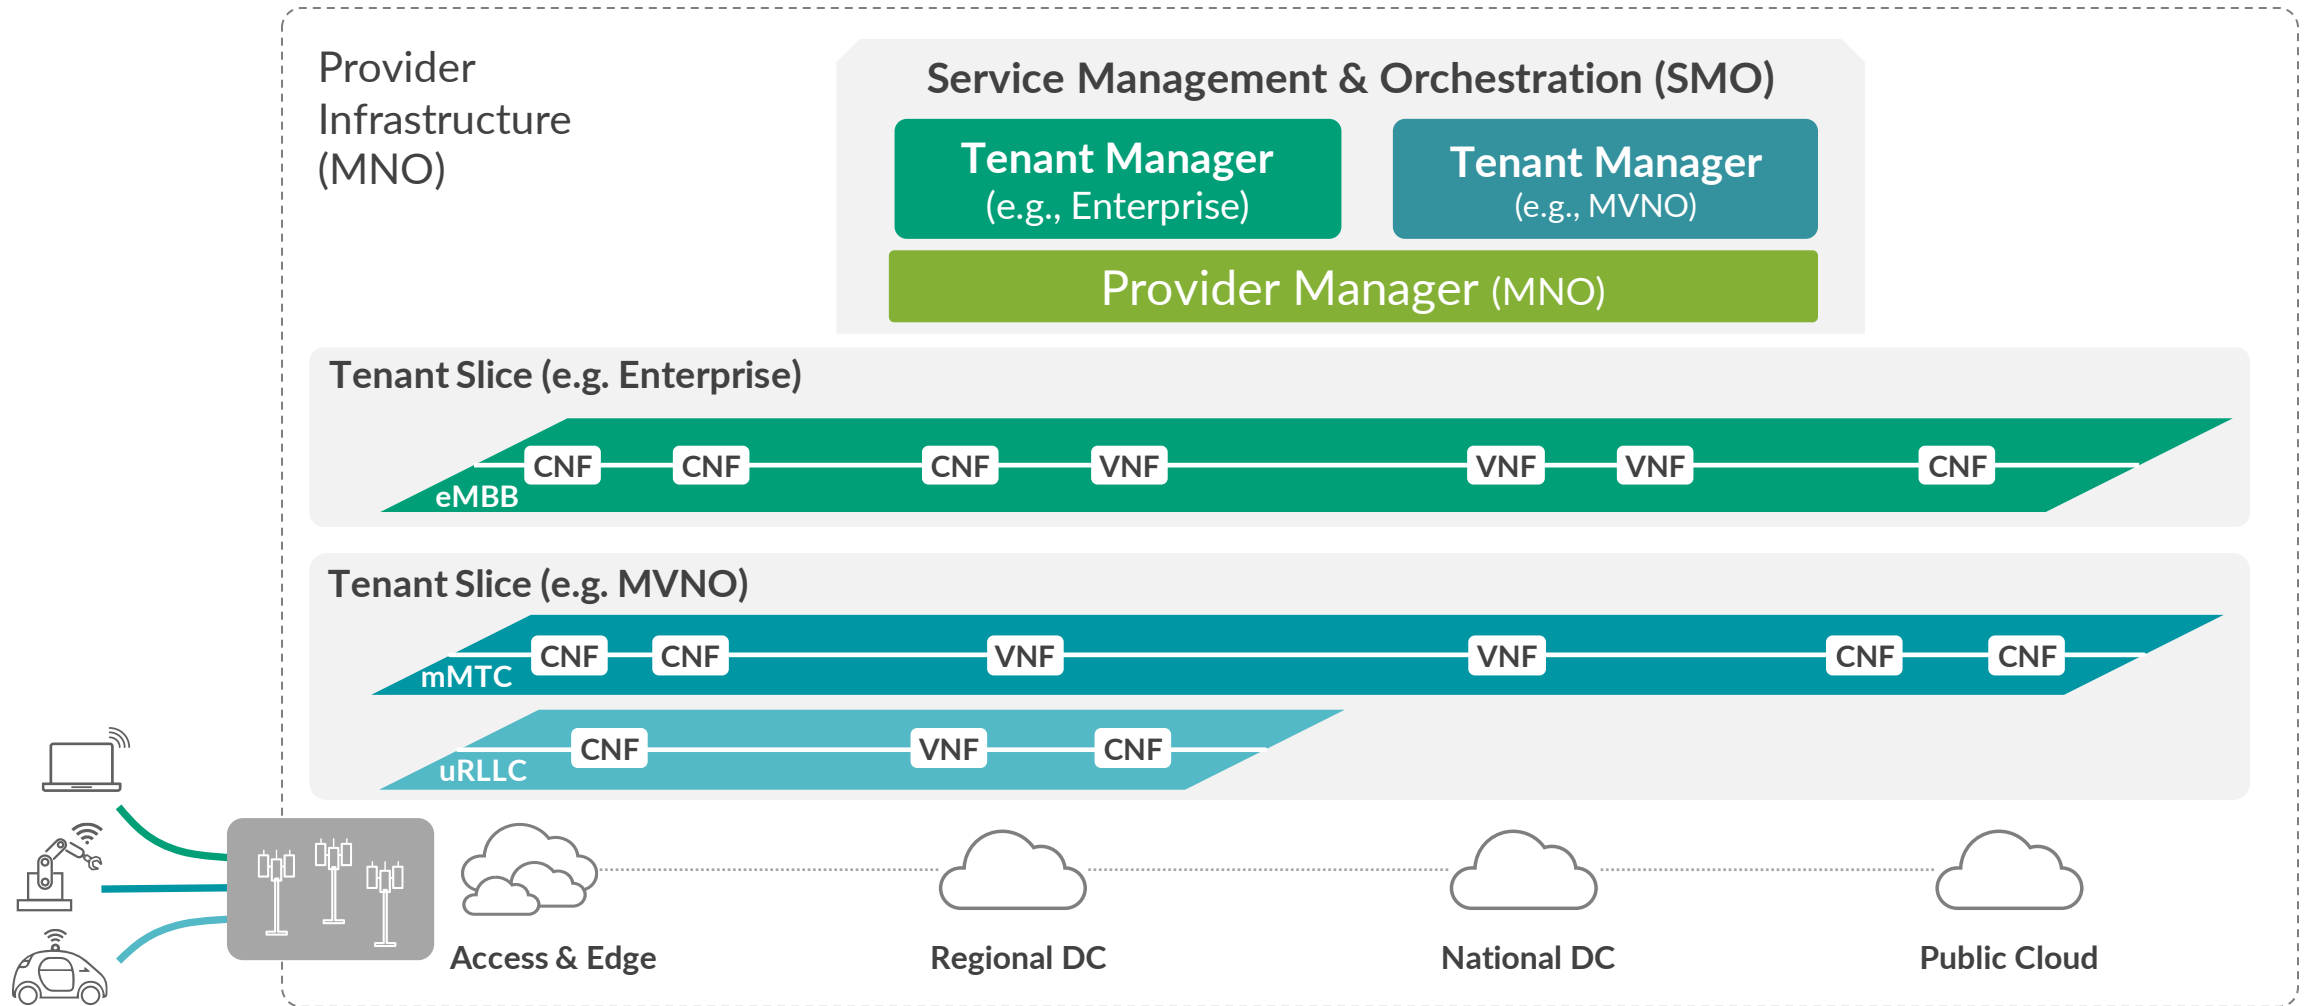 Provider
Infrastructure
(MNO)
Service Management & Orchestration (SMO)
Tenant Manager
(e.g., Enterprise)
Tenant Manager
(e.g., MVNO)
Provider Manager (MNO)
Tenant Slice (e.g. Enterprise)
CNF CNF CNF VNF VNF VNF CNF
eMBB
Tenant Slice (e.g. MVNO)
CNF CNF VNF VNF CNF CNF
mMTC
CNF VNF CNF
uRLLC
Access & Edge Regional DC National DC Public Cloud